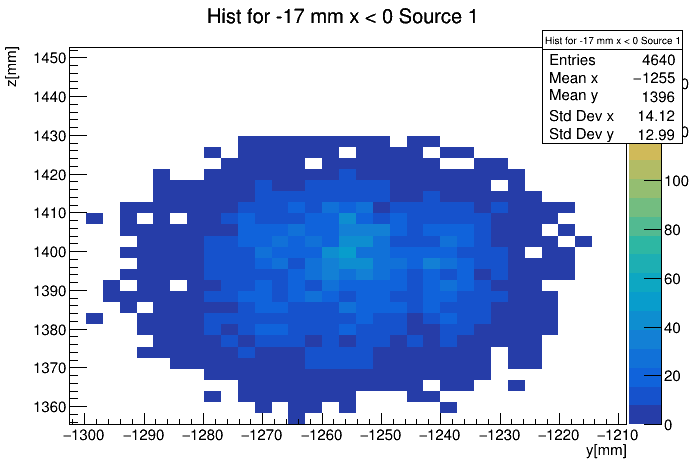 Hist for -17 mm x < 0 Source 1
Hist for -17 mm x < 0 Source 1
Entries 4640
Mean x −1255
Mean y 1396
Std Dev x 14.12
Std Dev y 12.99
z[mm]
1450
1440
1430
1420
1410
1400
1390
1380
1370
1360
100
80
60
40
20
0
−1300 −1290 −1280 −1270 −1260 −1250 −1240 −1230 −1220 −1210
y[mm]